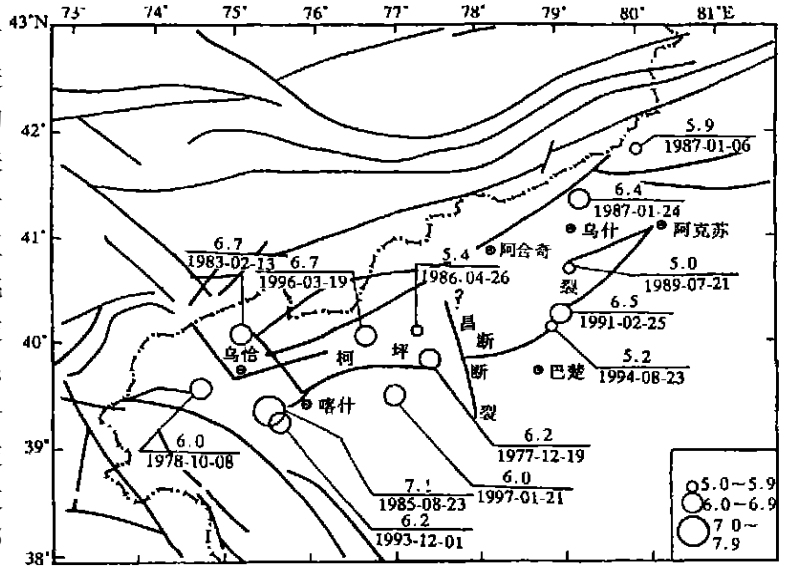 43°N 73° 74° 75° 76° 77° 78° 79° 80° 81°E
42°
41°
40°
39°
38°
5.9
1987-01-06
6.4
1987-01-24
乌什
阿克苏
阿合奇
6.7
1983-02-13
6.7
1996-03-19
5.4
1986-04-26
5.0
1989-07-21
裂
?
昌
断
6.5
1991-02-25
乌恰
柯
坪
断
裂
巴楚
5.2
1994-08-23
喀什
6.0
1978-10-08
6.2
1977-12-19
7.1
1985-08-23
6.0
1997-01-21
6.2
1993-12-01
5.0~5.9
6.0~6.9
7.0~
7.9